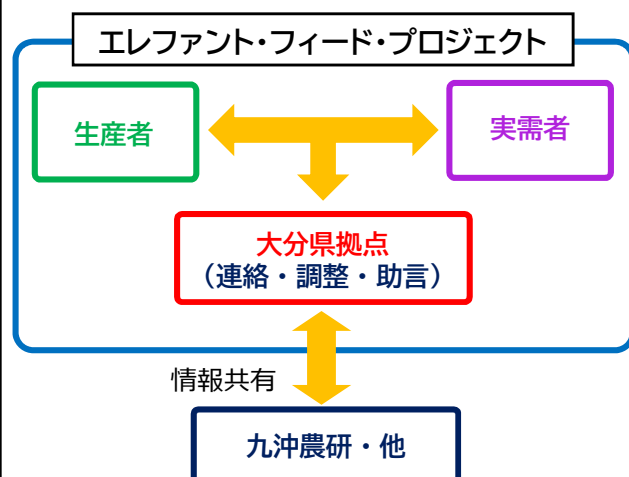 エレファント・フィード・プロジェクト
生産者
実需者
大分県拠点
（連絡・調整・助言）
情報共有
九沖農研・他